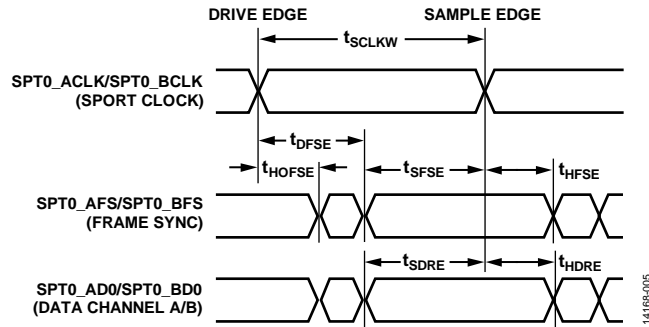 DRIVE EDGE
SAMPLE EDGE
tSCLKW
SPT0_ACLK/SPT0_BCLK
(SPORT CLOCK)
tDFSE
tHOFSE
tSFSE
tHFSE
SPT0_AFS/SPT0_BFS
(FRAME SYNC)
tSDRE
tHDRE
SPT0_AD0/SPT0_BD0
(DATA CHANNEL A/B)
14168-005